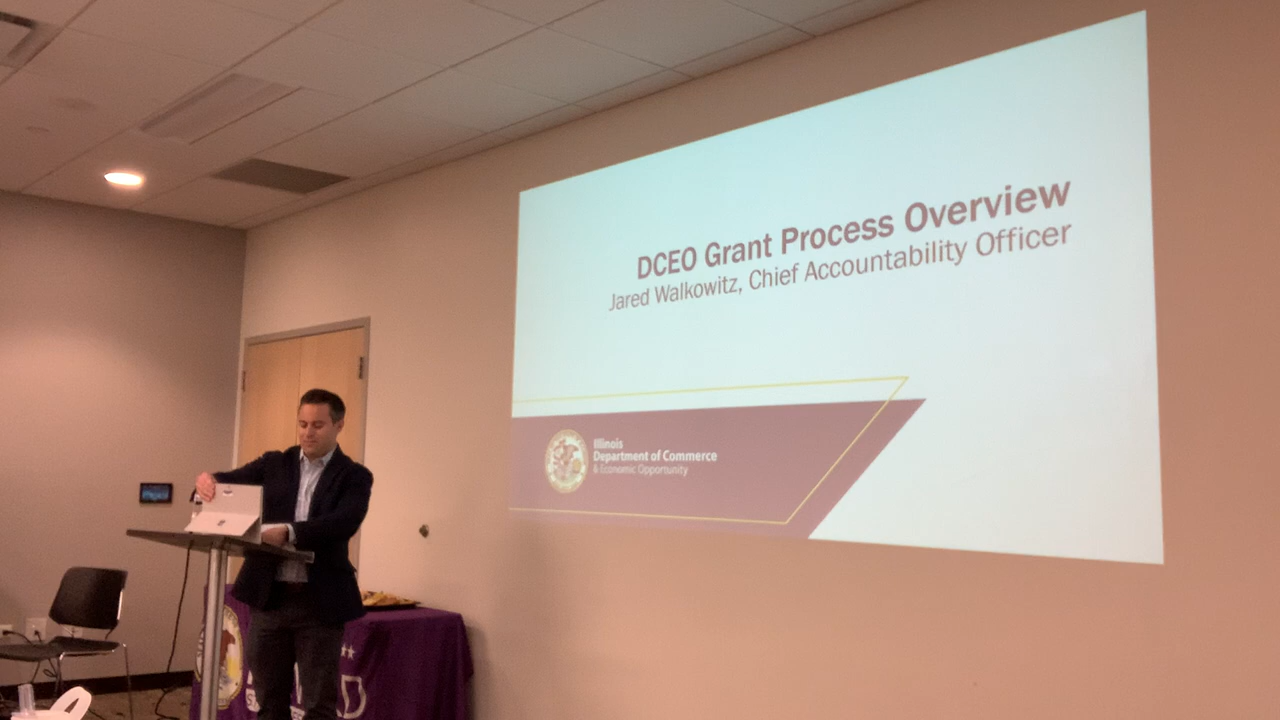 DCEO Grant Process Overview
Jared Walkowitz, Chief Accountability Officer
Illinois
Department of Commerce
& Economic Opportunity